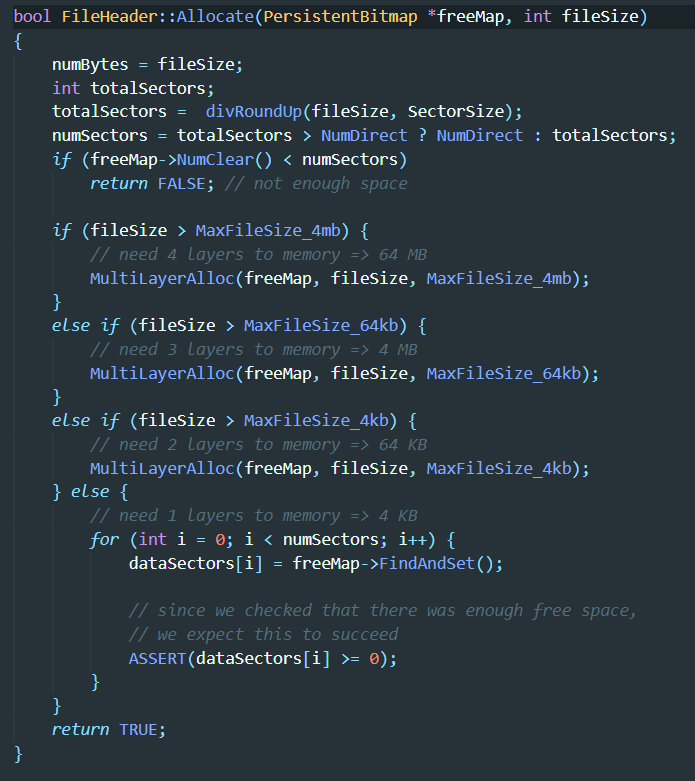 bool FileHeader::Allocate(PersistentBitmap *freeMap, int fileSize)
{
    numBytes = fileSize;
    int totalSectors;
    totalSectors =  divRoundUp(fileSize, SectorSize);
    numSectors = totalSectors > NumDirect ? NumDirect : totalSectors;
    if (freeMap->NumClear() < numSectors)
        return FALSE; // not enough space

    if (fileSize > MaxFileSize_4mb) {
        // need 4 layers to memory => 64 MB
        MultiLayerAlloc(freeMap, fileSize, MaxFileSize_4mb);
    }
    else if (fileSize > MaxFileSize_64kb) {
        // need 3 layers to memory => 4 MB
        MultiLayerAlloc(freeMap, fileSize, MaxFileSize_64kb);
    }
    else if (fileSize > MaxFileSize_4kb) {
        // need 2 layers to memory => 64 KB
        MultiLayerAlloc(freeMap, fileSize, MaxFileSize_4kb);
    } else {
        // need 1 layers to memory => 4 KB
        for (int i = 0; i < numSectors; i++) {
            dataSectors[i] = freeMap->FindAndSet();

            // since we checked that there was enough free space,
            // we expect this to succeed
            ASSERT(dataSectors[i] >= 0);
        }
    }
    return TRUE;
}